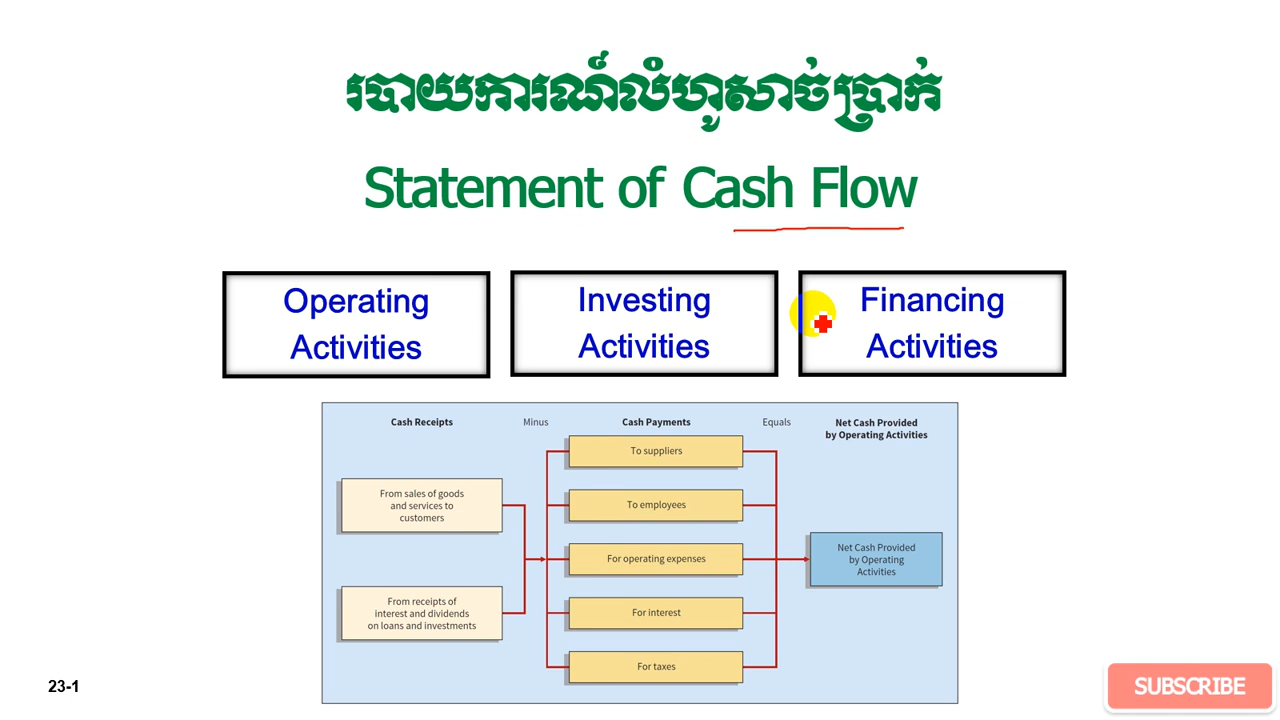 របាយការណ៍លំហូសាច់ប្រាក់
Statement of Cash Flow
Operating
Activities
Investing
Activities
Financing
Activities
Cash Receipts
Minus
Cash Payments
Equals
Net Cash Provided
by Operating Activities
From sales of goods
and services to
customers
From receipts of
interest and dividends
on loans and investments
To suppliers
To employees
For operating expenses
For interest
For taxes
Net Cash Provided
by Operating
Activities
23-1
SUBSCRIBE